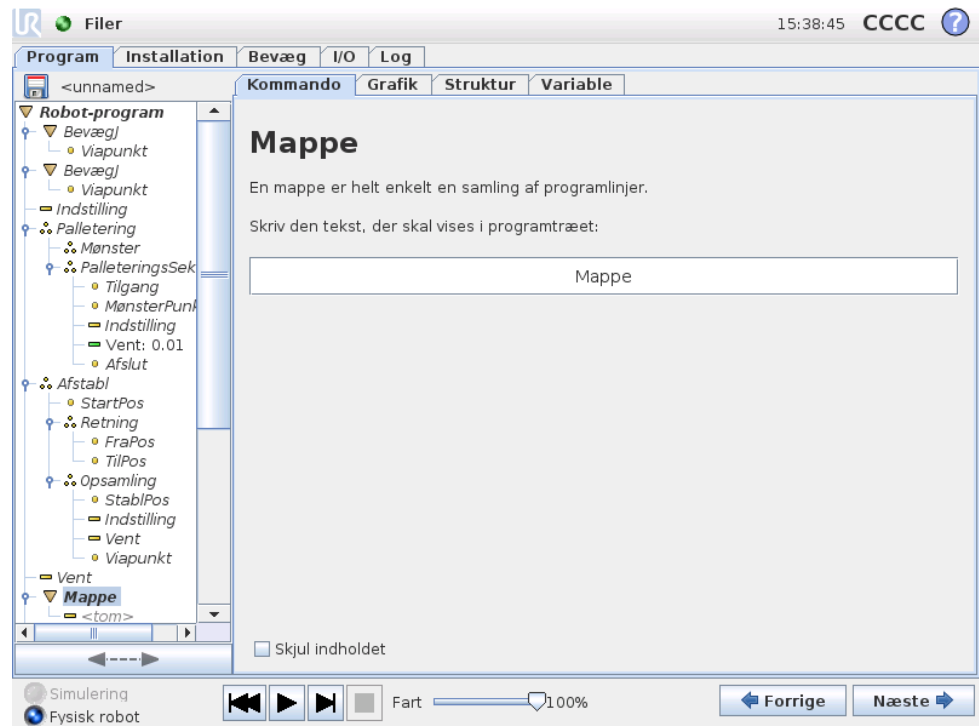 Filer 15:38:45 CCCC ?
Program Installation Bevæg I/O Log
<unnamed>
Kommando Grafik Struktur Variable
Robot-program
BevægJ
Viapunkt
BevægJ
Viapunkt
Indstilling
Palletering
Mønster
PalleteringsSek
Tilgang
MønsterPunk
Indstilling
Vent: 0.01
Afslut
Afstabl
StartPos
Retning
FraPos
TilPos
Opsamling
StablPos
Indstilling
Vent
Viapunkt
Vent
Mappe
<tom>
Mappe
En mappe er helt enkelt en samling af programlinjer.
Skriv den tekst, der skal vises i programtræet:
Mappe
Skjul indholdet
Simulering
Fysisk robot
Fart 100%
Forrige Næste